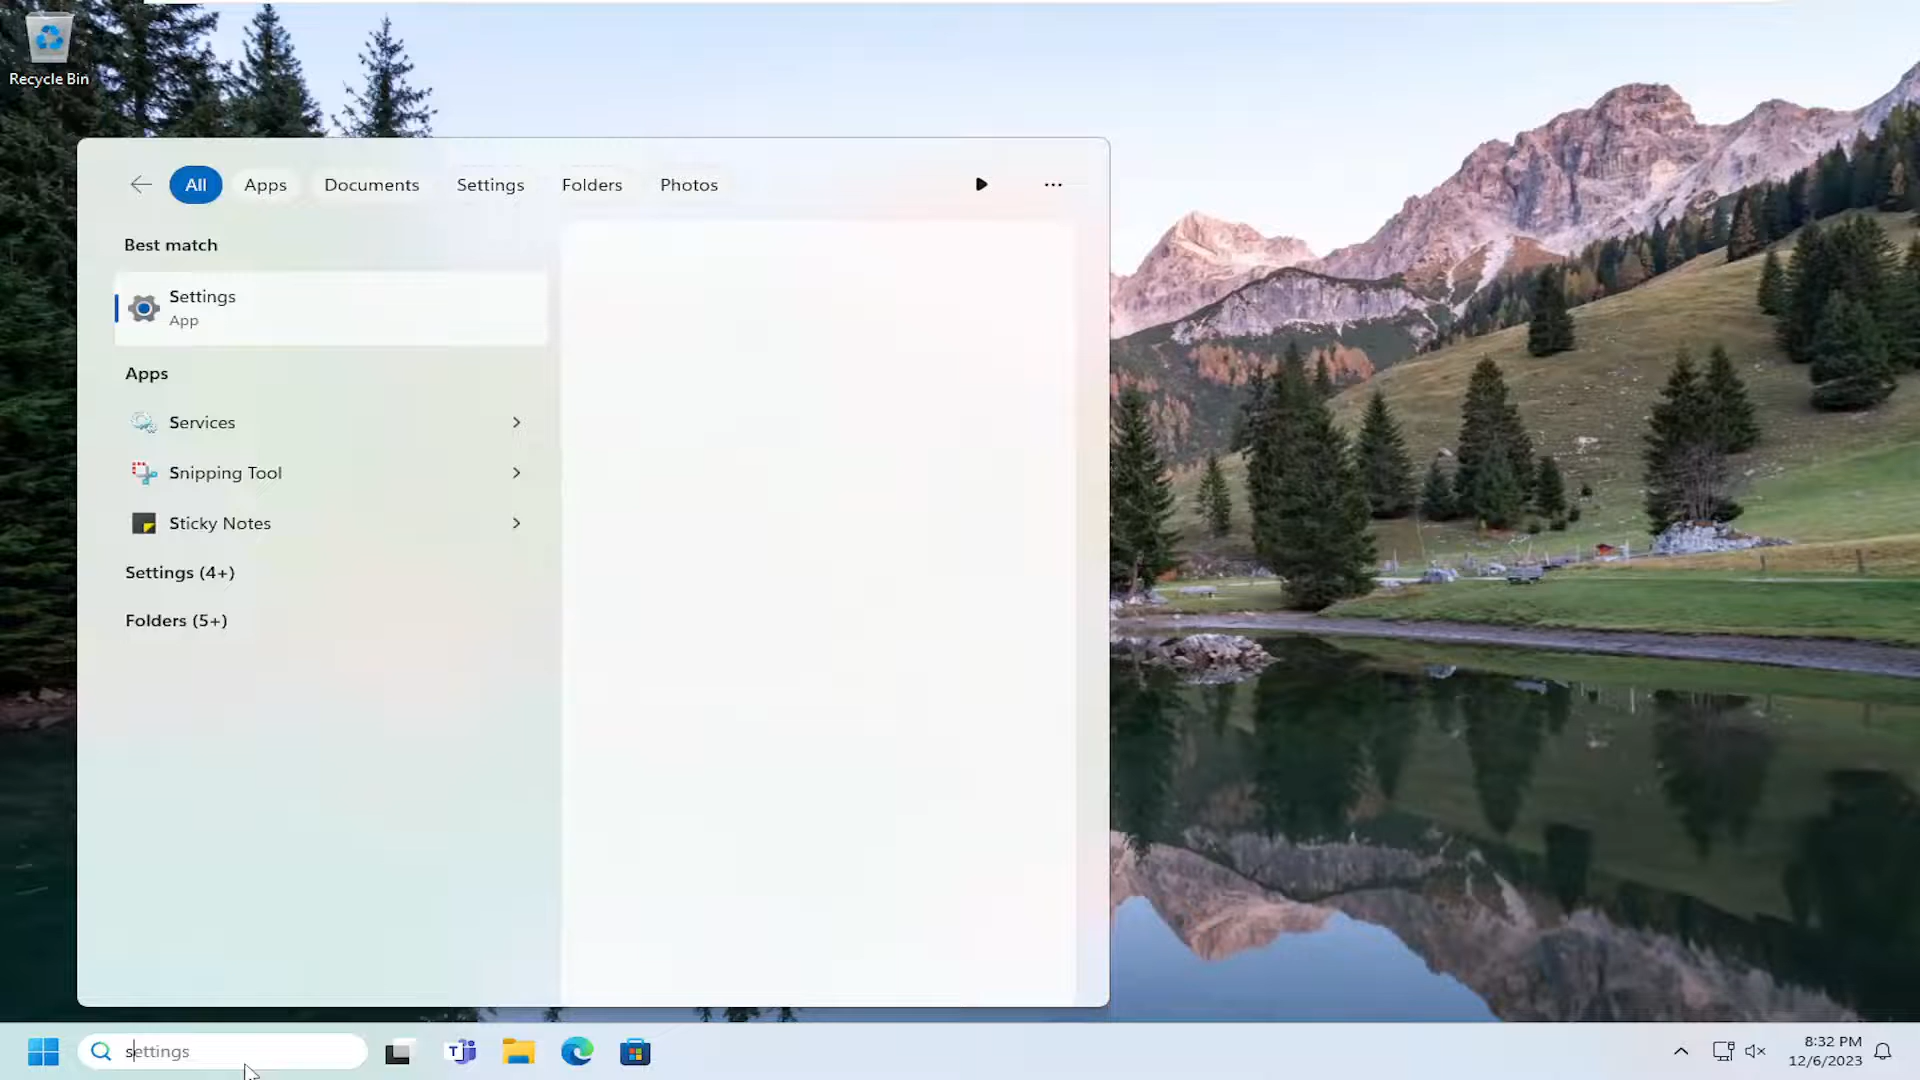 Recycle Bin
All
Apps
Documents
Settings
Folders
Photos
Best match
Settings
App
Apps
Services
Snipping Tool
Sticky Notes
Settings (4+)
Folders (5+)
settings
8:32 PM
12/6/2023